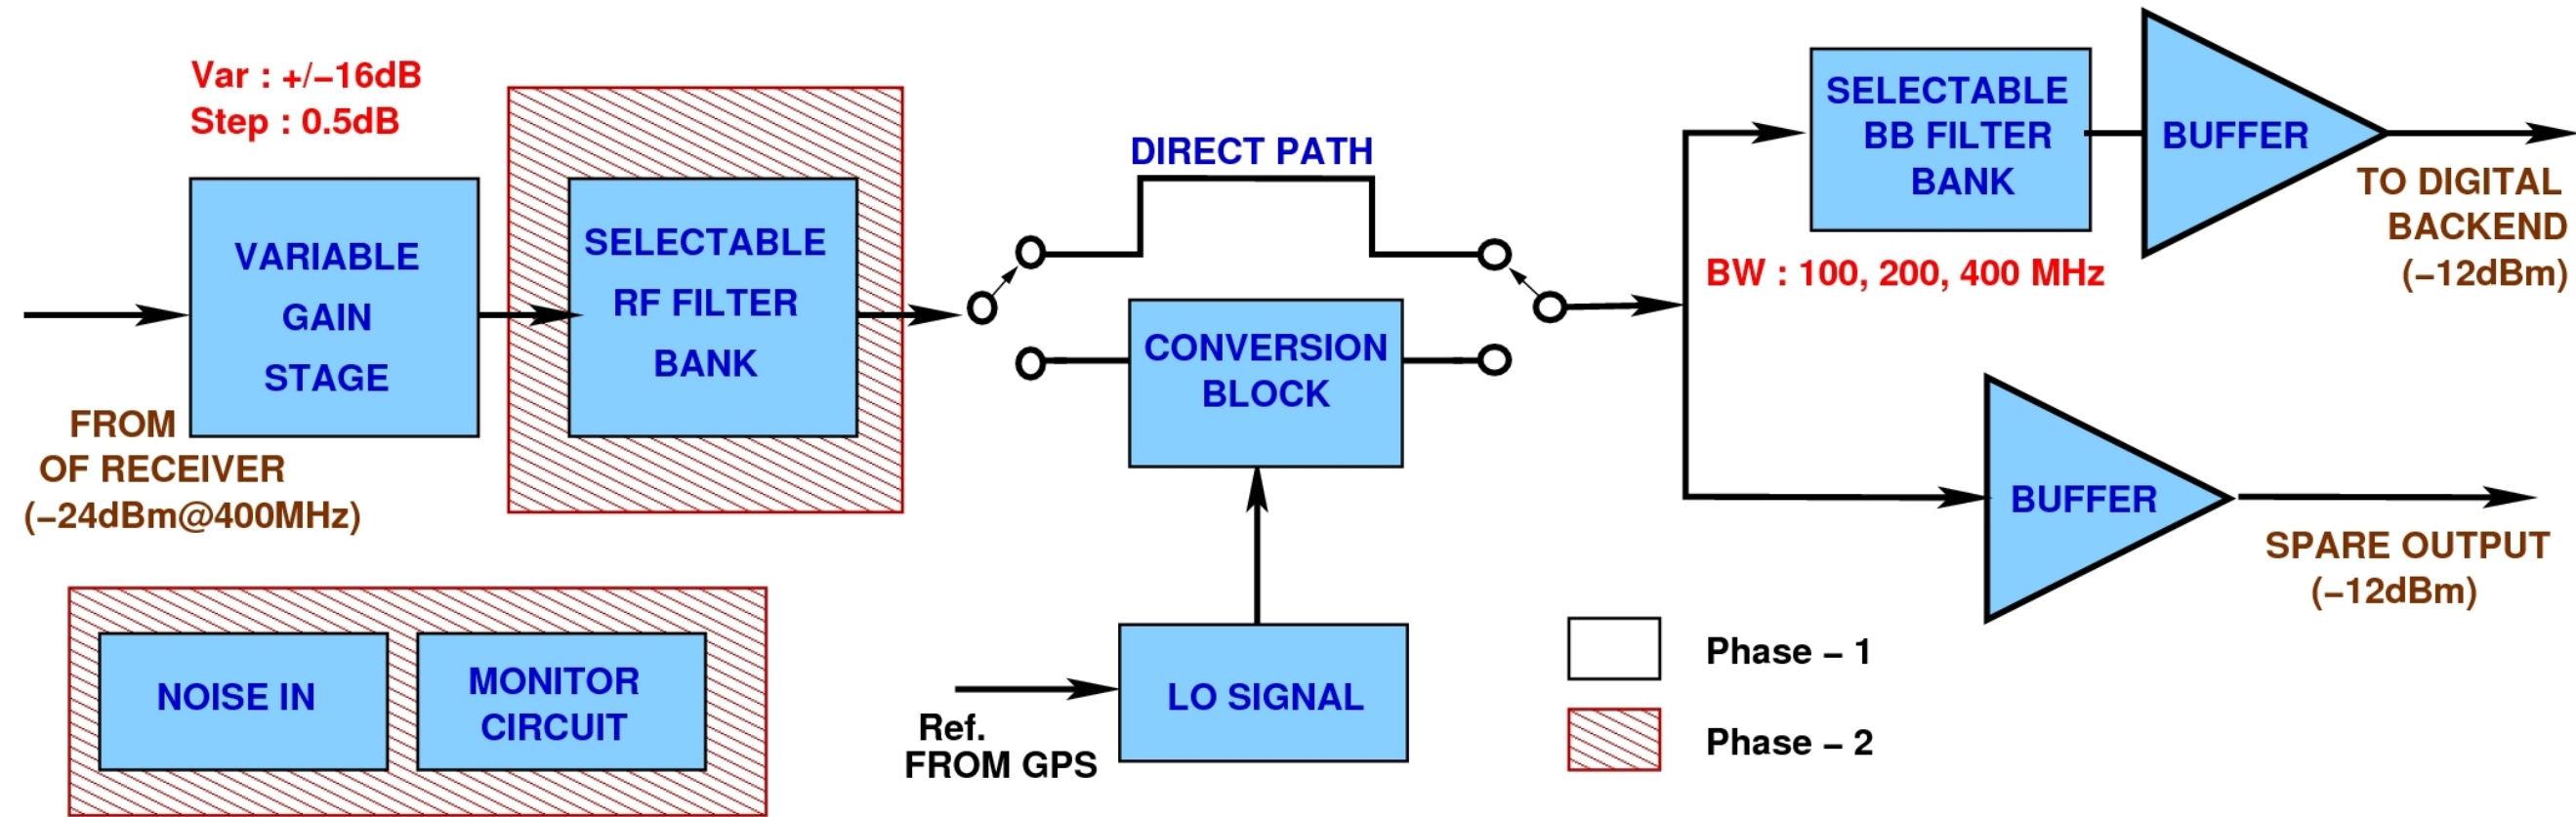 Var : +/−16dB
Step : 0.5dB
VARIABLE
GAIN
STAGE
FROM
OF RECEIVER
(−24dBm@400MHz)
SELECTABLE
RF FILTER
BANK
DIRECT PATH
CONVERSION
BLOCK
SELECTABLE
BB FILTER
BANK
BW : 100, 200, 400 MHz
BUFFER
TO DIGITAL
BACKEND
(−12dBm)
BUFFER
SPARE OUTPUT
(−12dBm)
NOISE IN
MONITOR
CIRCUIT
Ref.
FROM GPS
LO SIGNAL
Phase − 1
Phase − 2